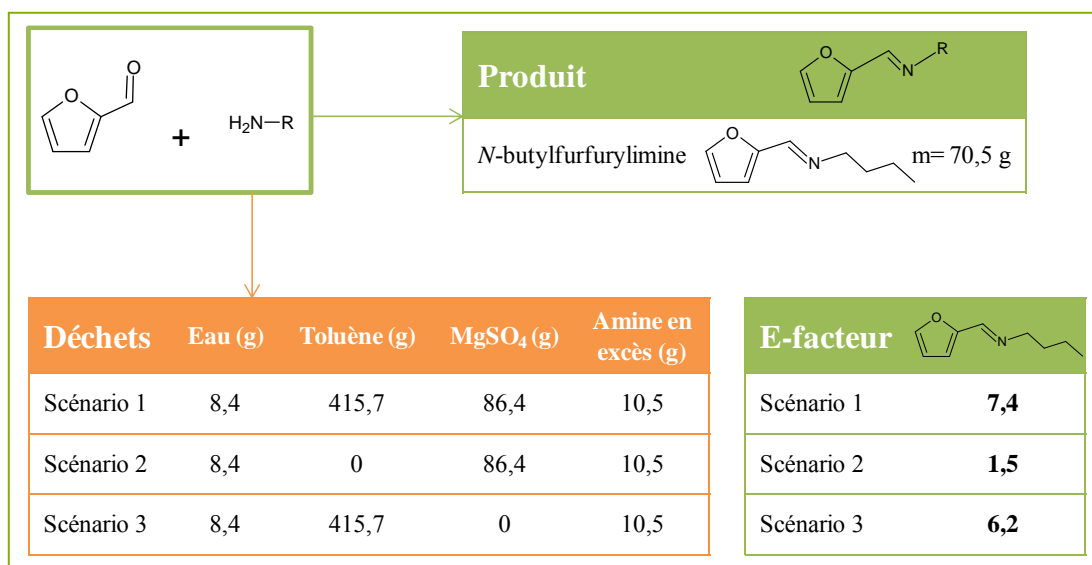 O
O
+
H₂N—R
Produit
O
N
R
N-butylfurfurylimine
O
N
m= 70,5 g
Déchets Eau (g) Toluène (g) MgSO₄ (g) Amine en excès (g)
Scénario 1 8,4 415,7 86,4 10,5
Scénario 2 8,4 0 86,4 10,5
Scénario 3 8,4 415,7 0 10,5
E-facteur
O
N
Scénario 1 7,4
Scénario 2 1,5
Scénario 3 6,2